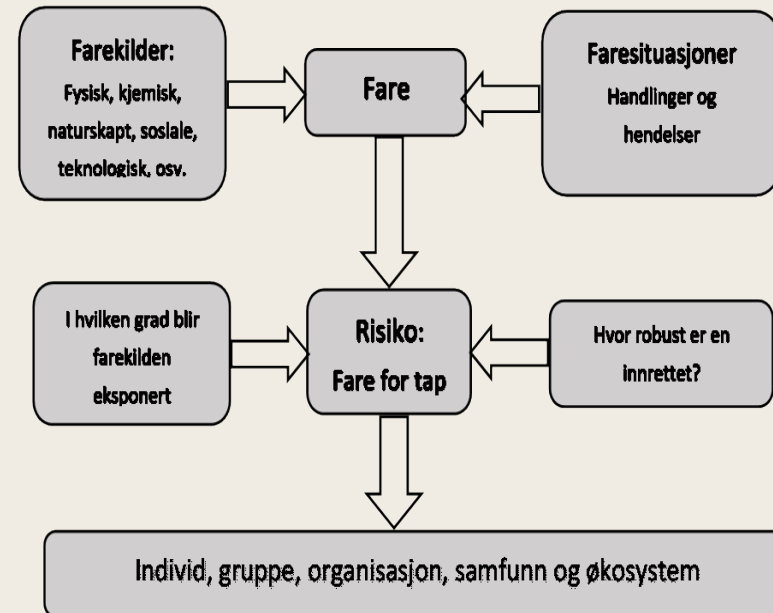 Farekilder:
Fysisk, kjemisk,
naturskapt, sosiale,
teknologisk, osv.
Fare
Faresituasjoner
Handlinger og
hendelser
I hvilken grad blir
farekilden
eksponert
Risiko:
Fare for tap
Hvor robust er en
innrettet?
Individ, gruppe, organisasjon, samfunn og økosystem